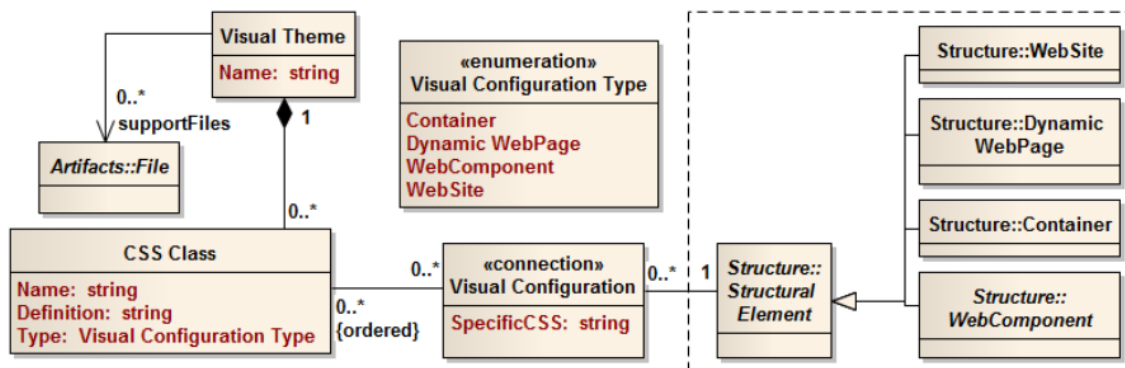 Visual Theme
Name: string
0..*
supportFiles
1
Artifacts::File
0..*
«enumeration»
Visual Configuration Type
Container
Dynamic WebPage
WebComponent
WebSite
CSS Class
Name: string
Definition: string
Type: Visual Configuration Type
0..*
0..*
{ordered}
«connection»
Visual Configuration
SpecificCSS: string
0..*
1
Structure::
Structural
Element
Structure::WebSite
Structure::Dynamic
WebPage
Structure::Container
Structure::
WebComponent